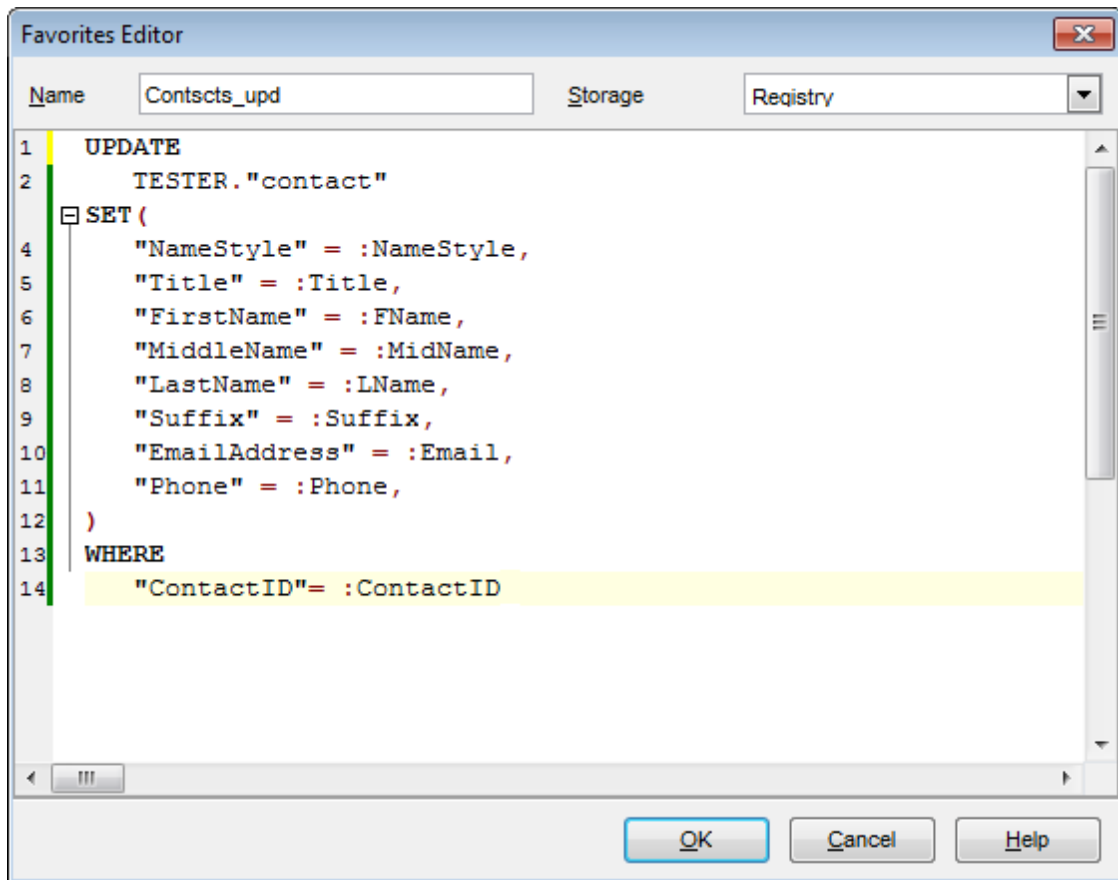 Favorites Editor
Name Contscts_upd Storage Registry
1 UPDATE
2 TESTER."contact"
SET(
4 "NameStyle" = :NameStyle,
5 "Title" = :Title,
6 "FirstName" = :FName,
7 "MiddleName" = :MidName,
8 "LastName" = :LName,
9 "Suffix" = :Suffix,
10 "EmailAddress" = :Email,
11 "Phone" = :Phone,
12 )
13 WHERE
14 "ContactID"= :ContactID
OK Cancel Help